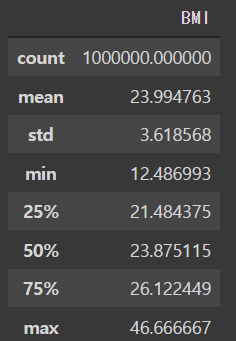 BMI
count 1000000.000000
mean 23.994763
std 3.618568
min 12.486993
25% 21.484375
50% 23.875115
75% 26.122449
max 46.666667